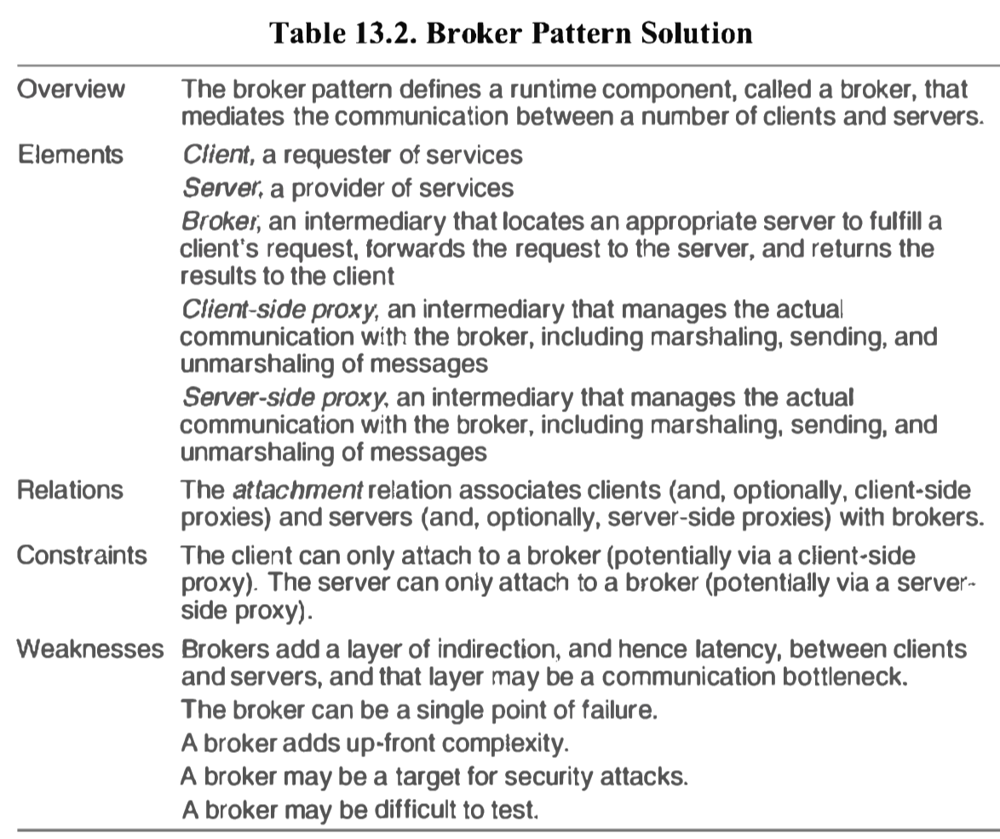 Table 13.2. Broker Pattern Solution
Overview The broker pattern defines a runtime component, called a broker, that
mediates the communication between a number of clients and servers.
Elements Client, a requester of services
Server, a provider of services
Broker, an intermediary that locates an appropriate server to fulfill a
client's request, forwards the request to the server, and returns the
results to the client
Client-side proxy, an intermediary that manages the actual
communication with the broker, including marshaling, sending, and
unmarshaling of messages
Server-side proxy, an intermediary that manages the actual
communication with the broker, including marshaling, sending, and
unmarshaling of messages
Relations The attachment relation associates clients (and, optionally, client-side
proxies) and servers (and, optionally, server-side proxies) with brokers.
Constraints The client can only attach to a broker (potentially via a client-side
proxy). The server can only attach to a broker (potentially via a server-
side proxy).
Weaknesses Brokers add a layer of indirection, and hence latency, between clients
and servers, and that layer may be a communication bottleneck.
The broker can be a single point of failure.
A broker adds up-front complexity.
A broker may be a target for security attacks.
A broker may be difficult to test.